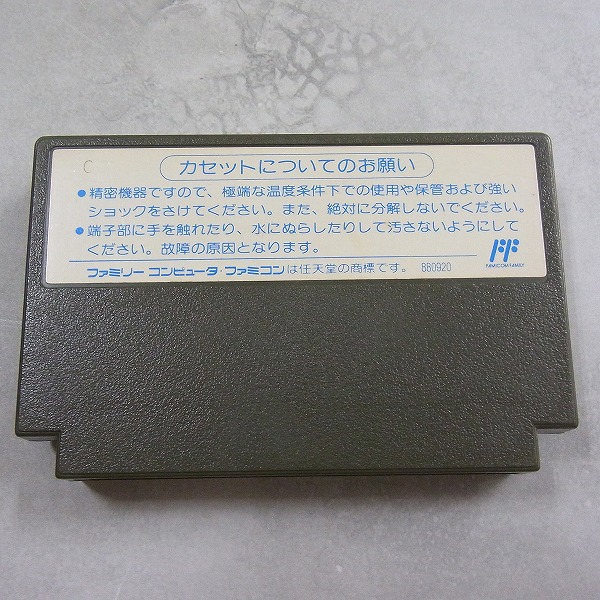 C
カセットについてのお願い
●精密機器ですので、極端な温度条件下での使用や保管および強い
ショックをさけてください。また、絶対に分解しないでください。
●端子部に手を触れたり、水にぬらしたりして汚さないようにして
ください。故障の原因となります。
FAMICOM FAMILY
ファミリー コンピュータ・ファミコンは任天堂の商標です。 860920